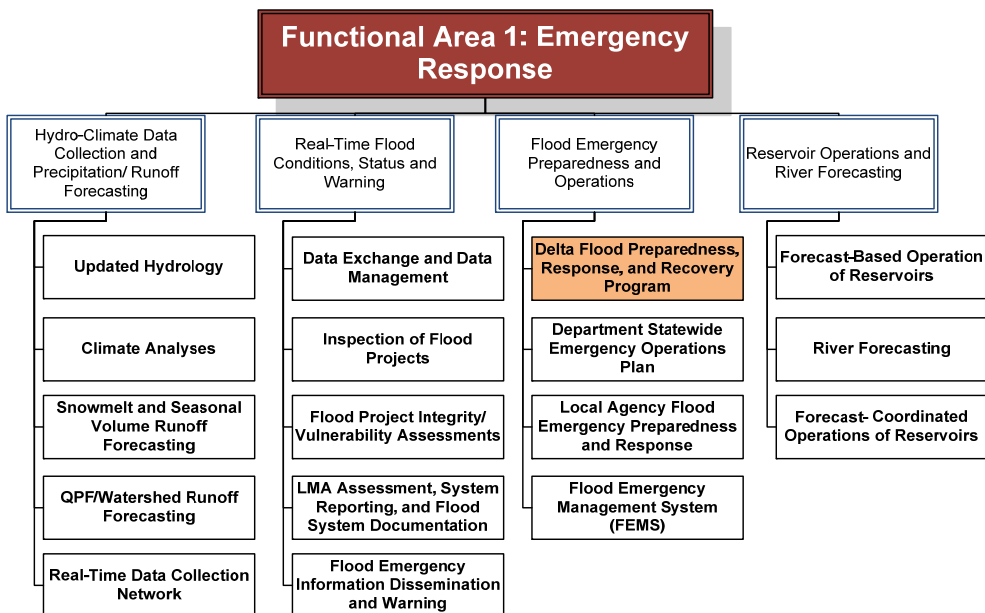 Functional Area 1: Emergency
Response
Hydro-Climate Data
Collection and
Precipitation/ Runoff
Forecasting
Updated Hydrology
Climate Analyses
Snowmelt and Seasonal
Volume Runoff
Forecasting
QPF/Watershed Runoff
Forecasting
Real-Time Data Collection
Network
Real-Time Flood
Conditions, Status and
Warning
Data Exchange and Data
Management
Inspection of Flood
Projects
Flood Project Integrity/
Vulnerability Assessments
LMA Assessment, System
Reporting, and Flood
System Documentation
Flood Emergency
Information Dissemination
and Warning
Flood Emergency
Preparedness and
Operations
Delta Flood Preparedness,
Response, and Recovery
Program
Department Statewide
Emergency Operations
Plan
Local Agency Flood
Emergency Preparedness
and Response
Flood Emergency
Management System
(FEMS)
Reservoir Operations and
River Forecasting
Forecast-Based Operation
of Reservoirs
River Forecasting
Forecast- Coordinated
Operations of Reservoirs